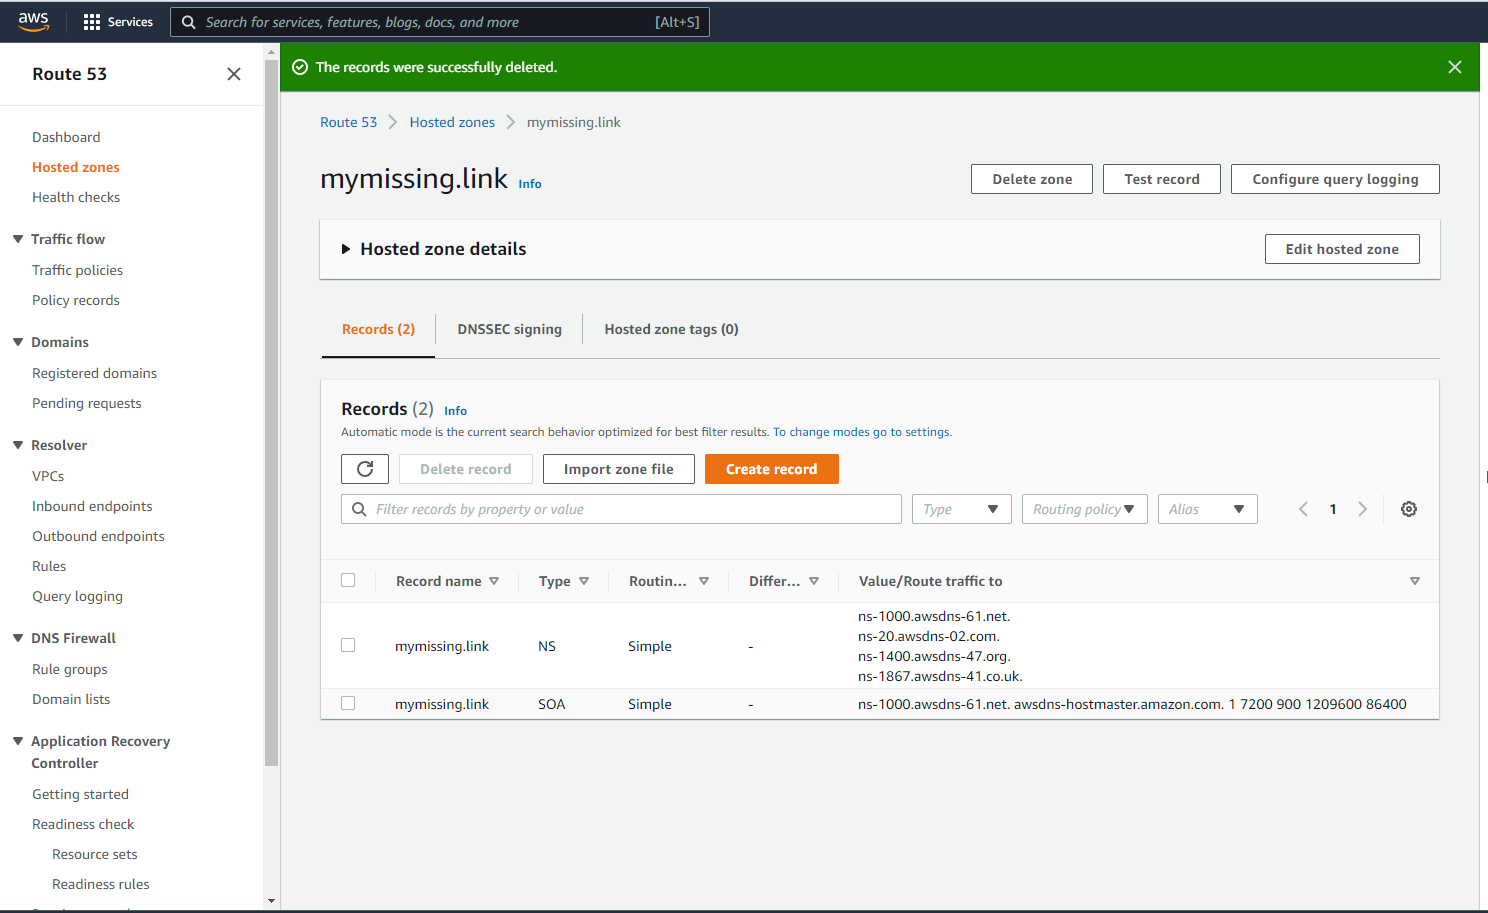 aws
Services
Search for services, features, blogs, docs, and more
[Alt+S]
Route 53
Dashboard
Hosted zones
Health checks
Traffic flow
Traffic policies
Policy records
Domains
Registered domains
Pending requests
Resolver
VPCs
Inbound endpoints
Outbound endpoints
Rules
Query logging
DNS Firewall
Rule groups
Domain lists
Application Recovery
Controller
Getting started
Readiness check
Resource sets
Readiness rules
The records were successfully deleted.
Route 53 Hosted zones mymissing.link
mymissing.link Info
Delete zone Test record Configure query logging
Hosted zone details Edit hosted zone
Records (2) DNSSEC signing Hosted zone tags (0)
Records (2) Info
Automatic mode is the current search behavior optimized for best filter results. To change modes go to settings.
Delete record Import zone file Create record
Filter records by property or value Type Routing policy Alias 1
Record name Type Routin... Differ... Value/Route traffic to
mymissing.link NS Simple -
ns-1000.awsdns-61.net.
ns-20.awsdns-02.com.
ns-1400.awsdns-47.org.
ns-1867.awsdns-41.co.uk.
mymissing.link SOA Simple - ns-1000.awsdns-61.net. awsdns-hostmaster.amazon.com. 1 7200 900 1209600 86400